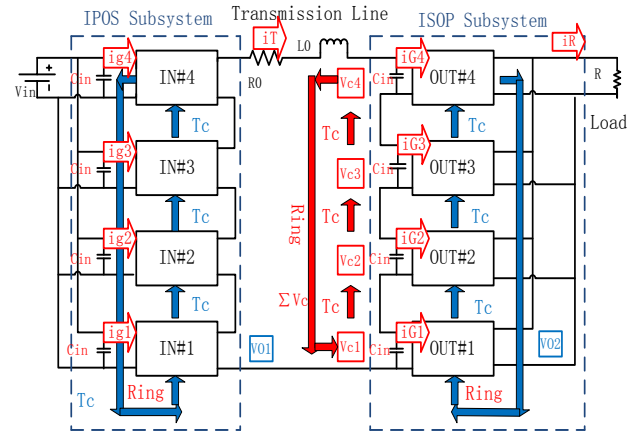 IPOS Subsystem
Transmission Line
ISOP Subsystem
iT
iR
L0
R0
Vin
ig4
Cin
IN#4
Vc4
iG4
Cin
OUT#4
R
Load
Tc
Tc
Tc
ig3
Cin
IN#3
Vc3
iG3
Cin
OUT#3
Ring
Tc
Tc
Tc
ig2
Cin
IN#2
Vc2
iG2
Cin
OUT#2
∑Vc
Tc
Tc
Tc
ig1
Cin
IN#1
VO1
Vc1
iG1
Cin
OUT#1
VO2
Tc
Ring
Ring